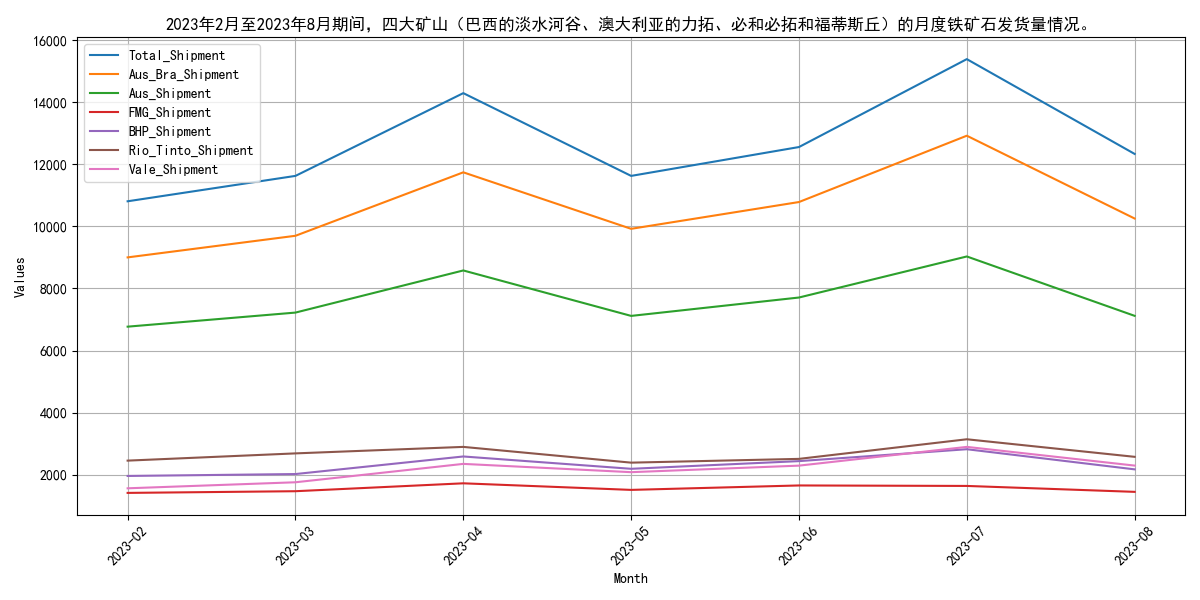 2023年2月至2023年8月期间，四大矿山（巴西的淡水河谷、澳大利亚的力拓、必和必拓和福蒂斯丘）的月度铁矿石发货量情况。
Total_Shipment
Aus_Bra_Shipment
Aus_Shipment
FMG_Shipment
BHP_Shipment
Rio_Tinto_Shipment
Vale_Shipment
16000
14000
12000
10000
8000
6000
4000
2000
Values
2023-02
2023-03
2023-04
2023-05
2023-06
2023-07
2023-08
Month